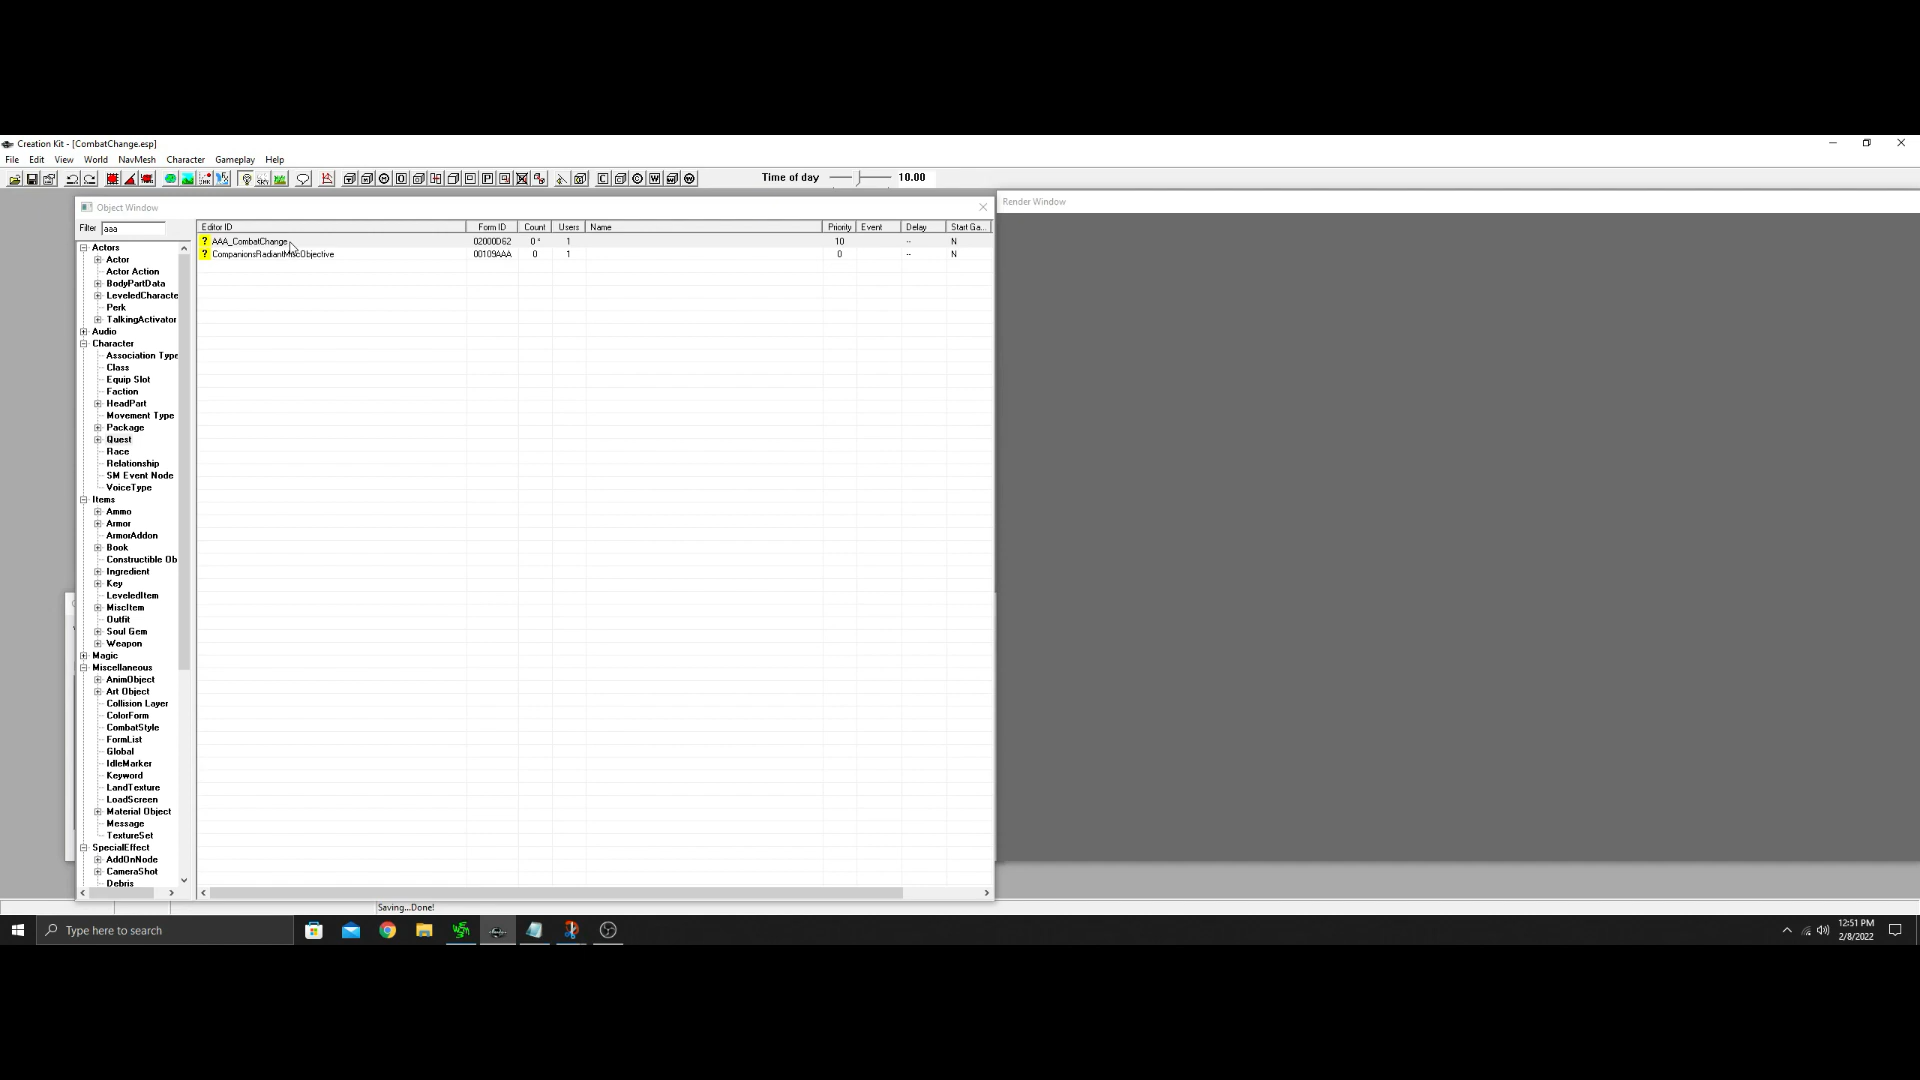 Creation Kit - [CombatChange.esp]
File Edit View World NavMesh Character Gameplay Help
Time of day 10.00
Object Window
Render Window
Filter aaa
Editor ID Form ID Count Users Name Priority Event Delay Start Ga...
AAA_CombatChange 02000D62 0 * 1 10 -- N
CompanionsRadiantMiscObjective 00109AAA 0 1 0 -- N
Actors
Actor
Actor Action
BodyPartData
LeveledCharacte
Perk
TalkingActivator
Audio
Character
Association Type
Class
Equip Slot
Faction
HeadPart
Movement Type
Package
Quest
Race
Relationship
SM Event Node
VoiceType
Items
Ammo
Armor
ArmorAddon
Book
Constructible Ob
Ingredient
Key
LeveledItem
MiscItem
Outfit
Soul Gem
Weapon
Magic
Miscellaneous
AnimObject
Art Object
Collision Layer
ColorForm
CombatStyle
FormList
Global
IdleMarker
Keyword
LandTexture
LoadScreen
Material Object
Message
TextureSet
SpecialEffect
AddOnNode
CameraShot
Debris
Saving...Done!
Type here to search
12:51 PM
2/8/2022